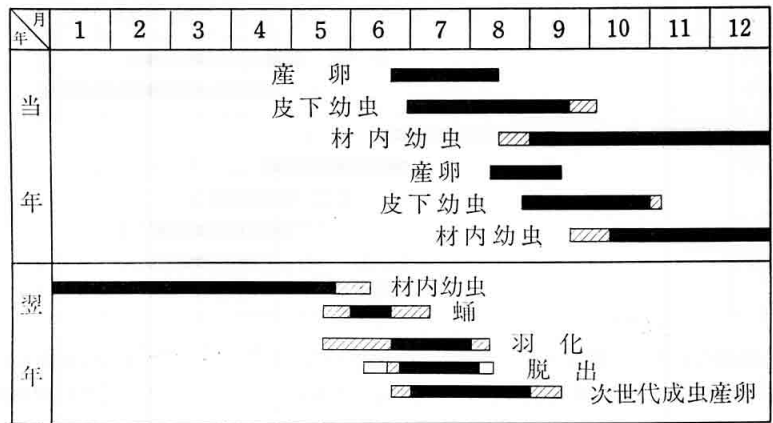 月
年
1 2 3 4 5 6 7 8 9 10 11 12
当年
産卵
皮下幼虫
材内幼虫
産卵
皮下幼虫
材内幼虫
翌年
材内幼虫
蛹
羽化
脱出
次世代成虫産卵